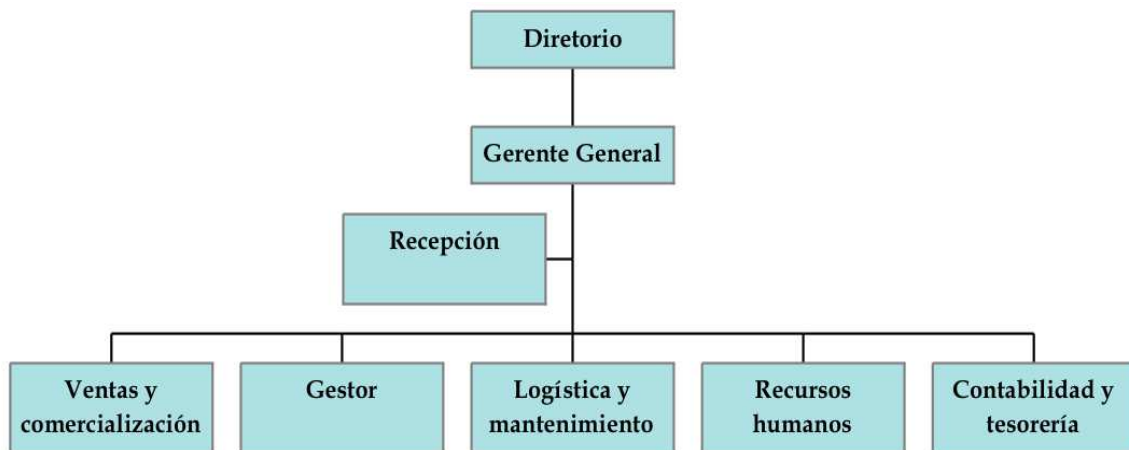 Diretorio
Gerente General
Recepción
Ventas y
comercialización
Gestor
Logística y
mantenimiento
Recursos
humanos
Contabilidad y
tesorería